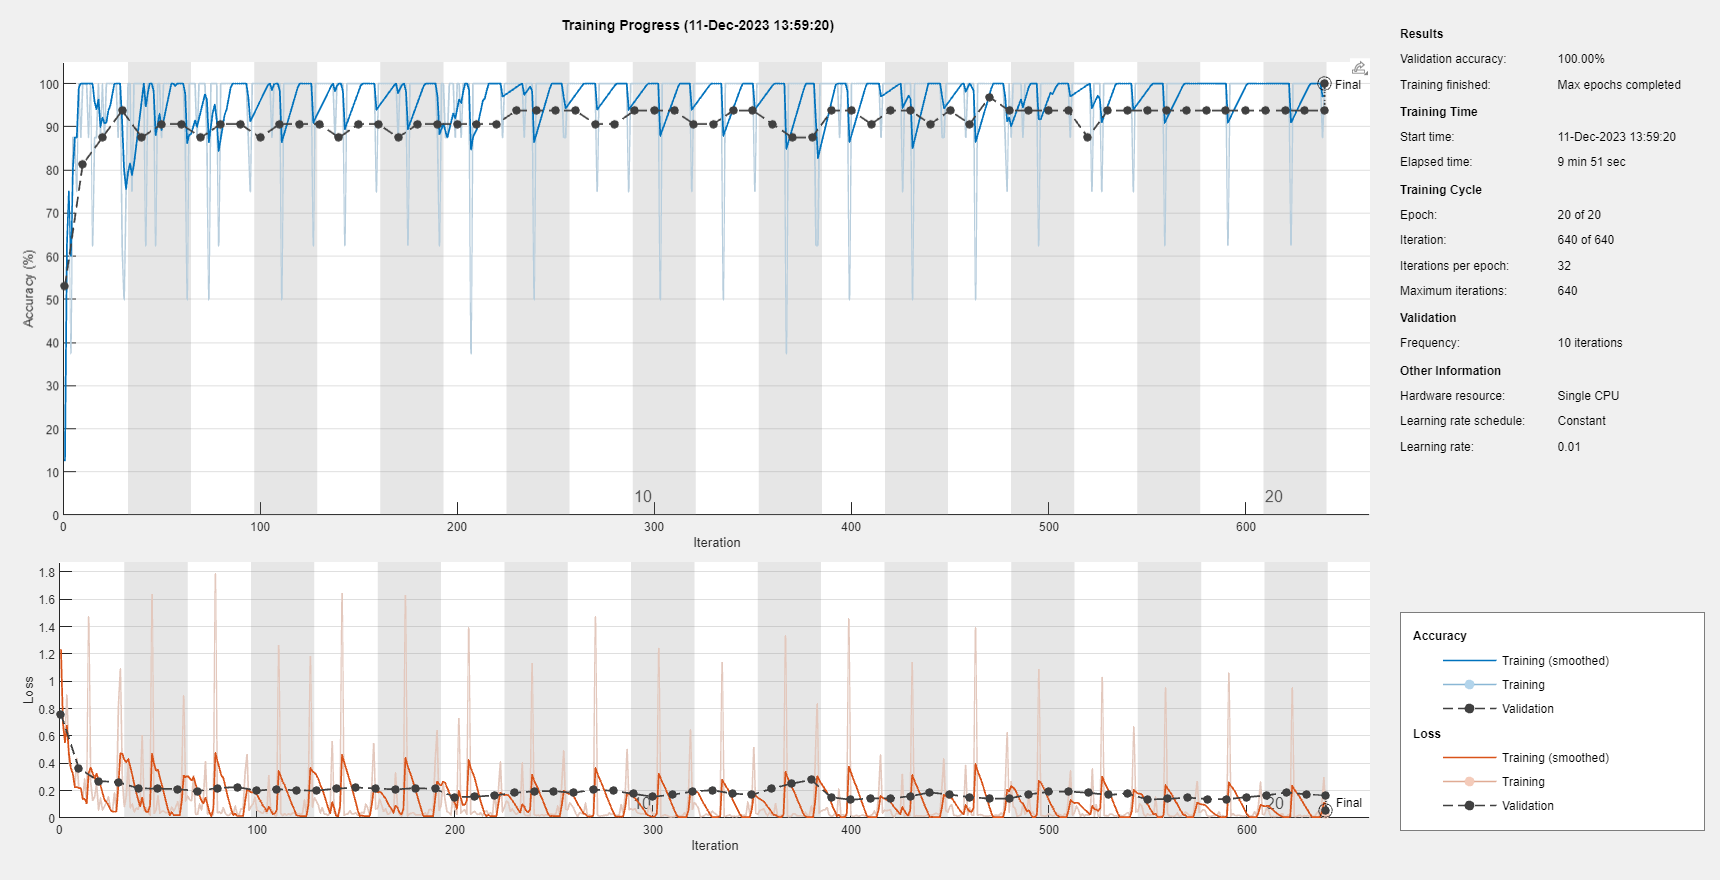 Training Progress (11-Dec-2023 13:59:20)
100
90
80
70
60
50
40
30
20
10
0
Accuracy (%)
Final
10
20
0 100 200 300 400 500 600
Iteration
1.8
1.6
1.4
1.2
1
0.8
0.6
0.4
0.2
0
Loss
10
20
Final
0 100 200 300 400 500 600
Iteration
Results
Validation accuracy: 100.00%
Training finished: Max epochs completed
Training Time
Start time: 11-Dec-2023 13:59:20
Elapsed time: 9 min 51 sec
Training Cycle
Epoch: 20 of 20
Iteration: 640 of 640
Iterations per epoch: 32
Maximum iterations: 640
Validation
Frequency: 10 iterations
Other Information
Hardware resource: Single CPU
Learning rate schedule: Constant
Learning rate: 0.01
Accuracy
Training (smoothed)
Training
Validation
Loss
Training (smoothed)
Training
Validation